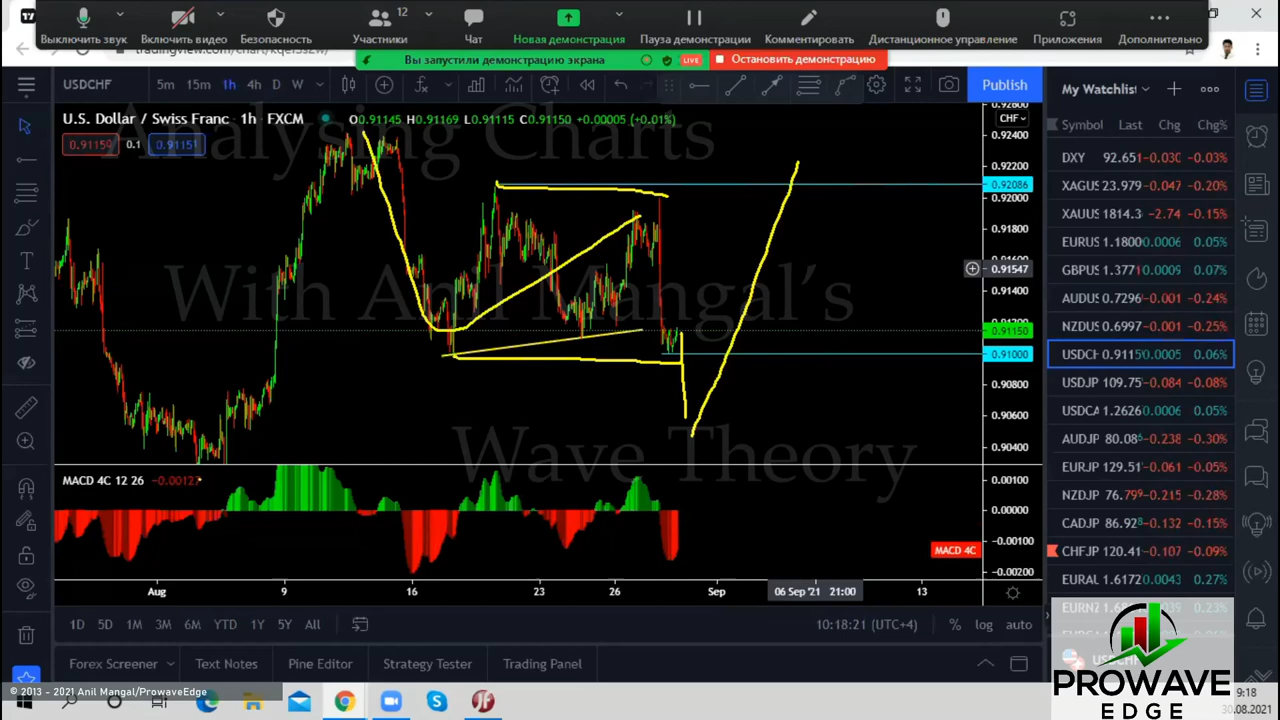 12
Выключить звук
Включить видео
Безопасность
Участники
Чат
Новая демонстрация
Пауза демонстрации
Комментировать
Дистанционное управление
Приложения
Дополнительно
Вы запустили демонстрацию экрана
LIVE
Остановить демонстрацию
USDCHF 5m 15m 1h 4h D W
Publish
My Watchlist
U.S. Dollar / Swiss Franc 1h FXCM
O0.91145 H0.91169 L0.91115 C0.91150 +0.00005 (+0.01%)
0.91150 0.1 0.91151
CHF
Analysing Charts
With Anil Mangal's
Wave Theory
0.92400
0.92200
0.92086
0.92000
0.91800
0.91547
0.91400
0.91150
0.91000
0.90800
0.90600
0.90400
MACD 4C 12 26 -0.00127
0.00100
0.00000
-0.00100
MACD 4C
-0.00200
Aug 9 16 23 26 Sep 06 Sep '21 21:00 13
1D 5D 1M 3M 6M YTD 1Y 5Y All
10:18:21 (UTC+4) % log auto
Forex Screener Text Notes Pine Editor Strategy Tester Trading Panel
Symbol Last Chg Chg%
DXY 92.651 -0.030 -0.03%
XAGUS 23.979 -0.047 -0.20%
XAUUS 1814.3 -2.74 -0.15%
EURUS 1.1800 0.0006 0.05%
GBPUS 1.3771 0.0009 0.07%
AUDUS 0.7296 -0.001 -0.24%
NZDUS 0.6997 -0.001 -0.25%
USDCH 0.9115 0.0005 0.06%
USDJP 109.75 -0.084 -0.08%
USDCA 1.2626 0.0006 0.05%
AUDJP 80.08⁶ -0.238 -0.30%
EURJP 129.51 -0.061 -0.05%
NZDJP 76.799 -0.215 -0.28%
CADJP 86.92⁸ -0.132 -0.15%
CHFJP 120.41 -0.107 -0.09%
EURAU 1.6172 0.0043 0.27%
PROWAVE
EDGE
© 2013 - 2021 Anil Mangal/ProwaveEdge
9:18
30.08.2021